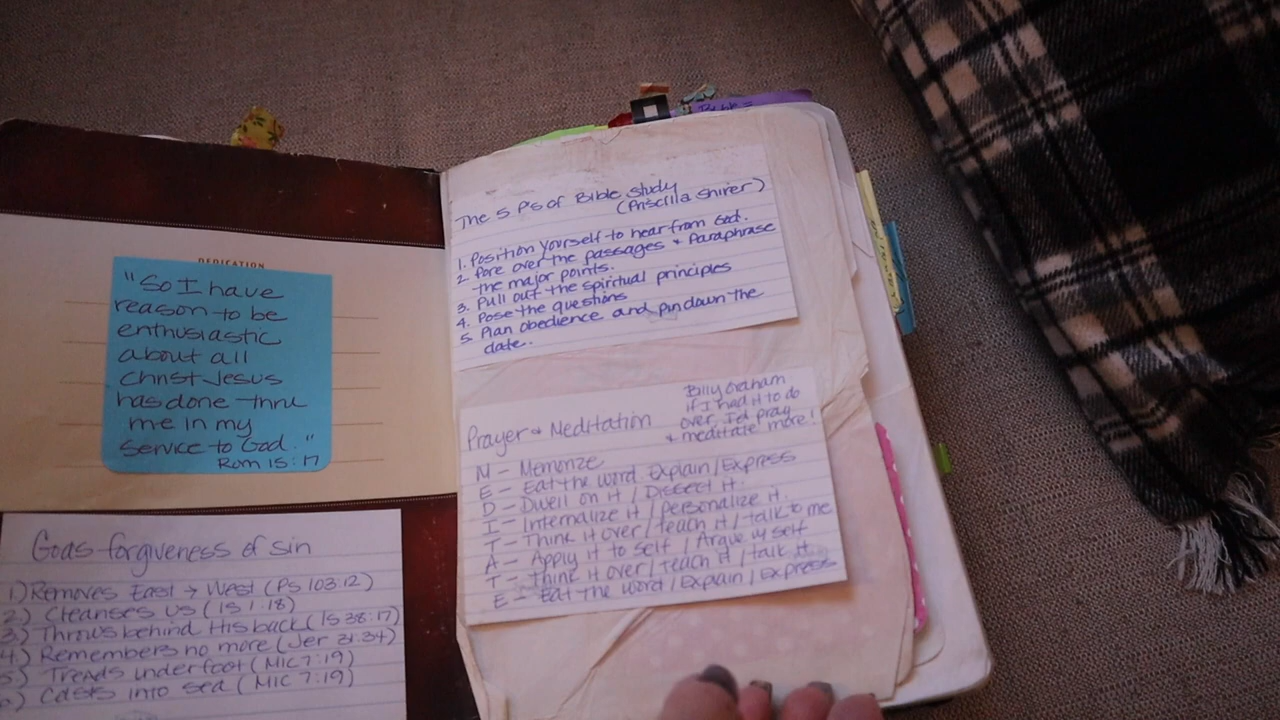 DEDICATION
"So I have
reason to be
enthusiastic
about all
Christ Jesus
has done thru
me in my
service to God."
Rom 15:17
Gods forgiveness of sin
1) Removes East → West (PS 103:12)
2) Cleanses us (IS 1:18)
3) Throws behind His back (IS 38:17)
4) Remembers no more (Jer 31:34)
5) Treads underfoot (MIC 7:19)
6) Casts into sea (MIC 7:19)
The 5 P's of Bible Study
(Priscilla Shirer)
1. Position yourself to hear from God.
2. Pore over the passages + Paraphrase
the major points.
3. Pull out the spiritual principles
4. Pose the questions
5. Plan obedience and pin down the
date.
Prayer + Meditation
Billy Graham
if I had it to do
over, I'd pray
+ meditate more!
M - Memorize
E - Eat the word Explain/Express
D - Dwell on it / Dissect it.
I - Internalize it / personalize it.
T - Think it over / teach it / talk to me
A - Apply it to self / Argue w self
T - Think it over / teach it / talk it
E - Eat the word / Explain / Express